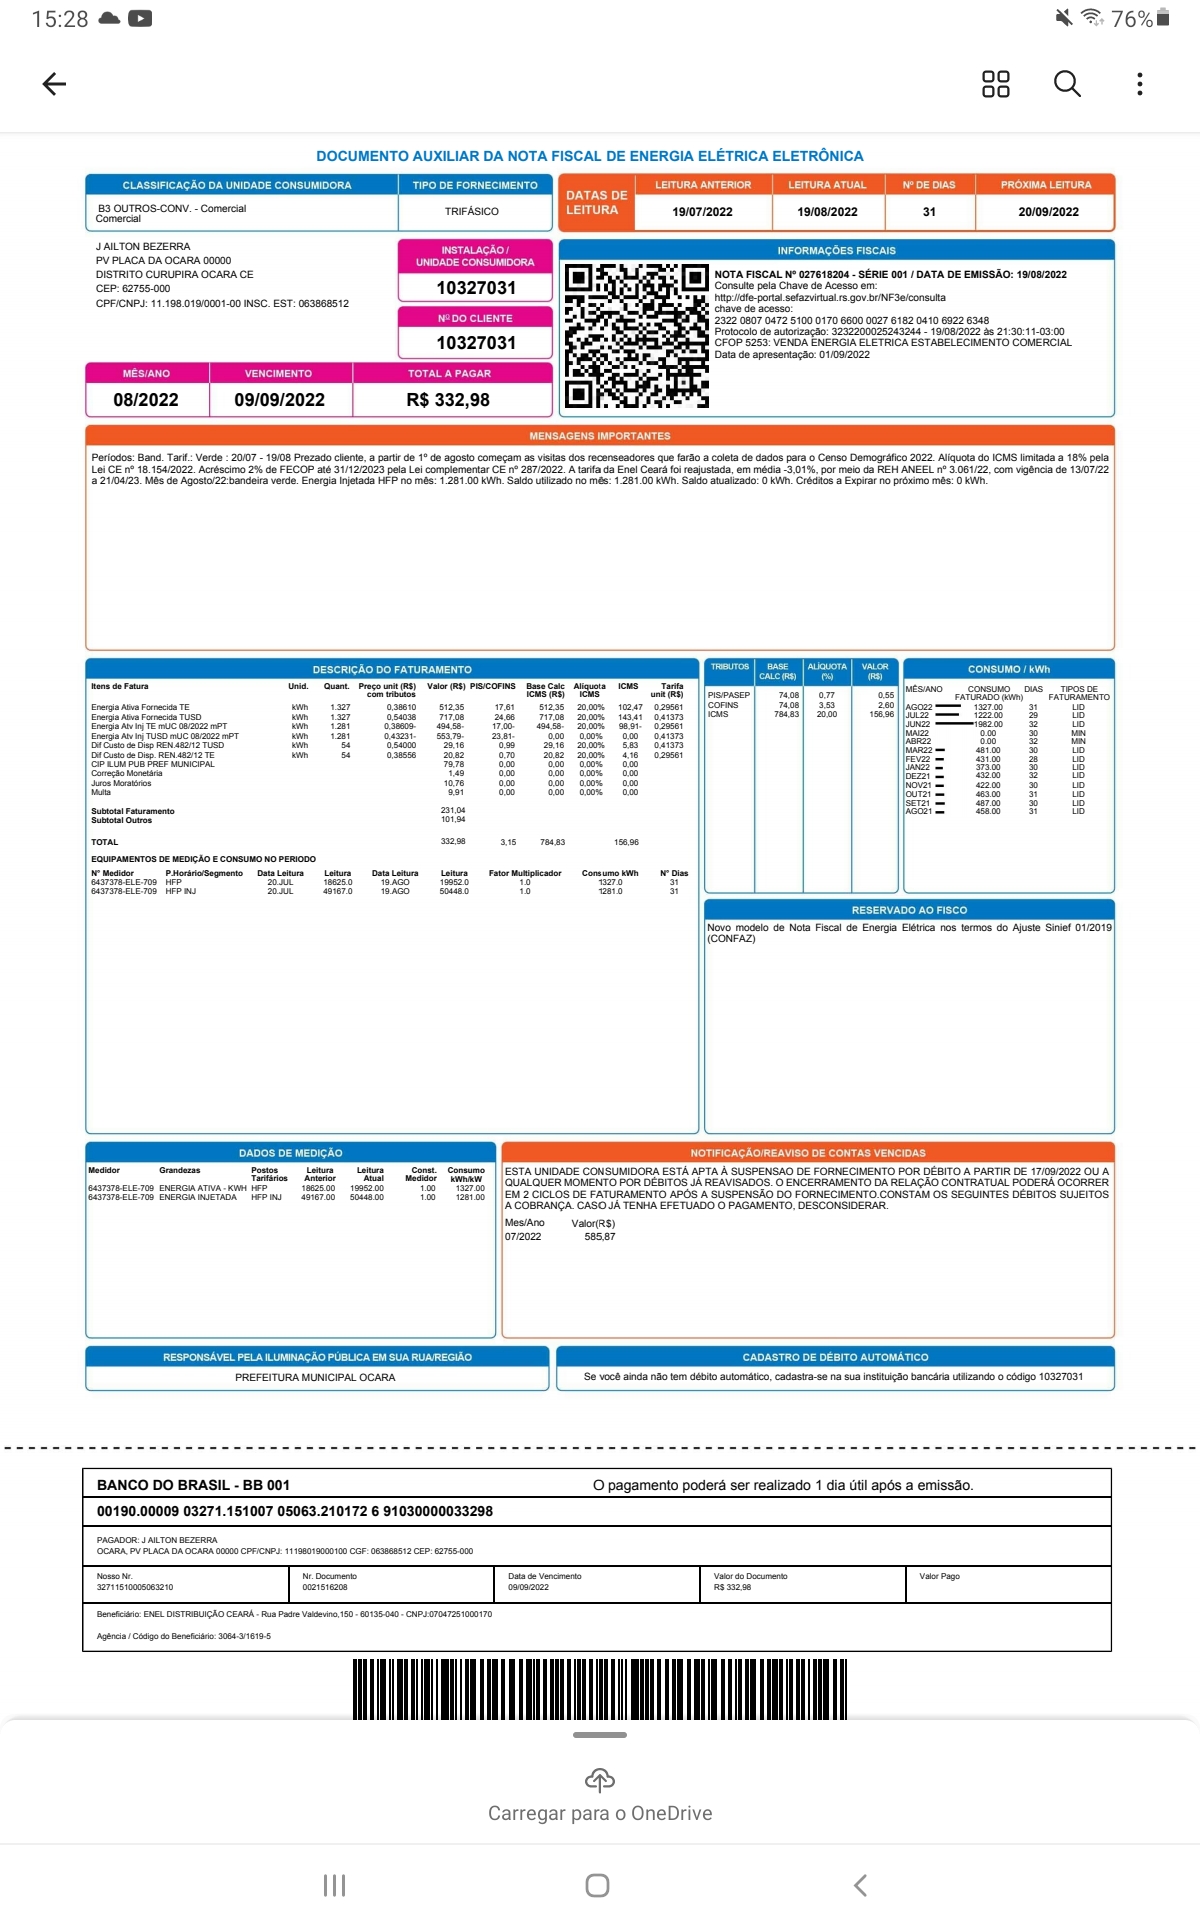 15:28
76%
DOCUMENTO AUXILIAR DA NOTA FISCAL DE ENERGIA ELÉTRICA ELETRÔNICA
CLASSIFICAÇÃO DA UNIDADE CONSUMIDORA
TIPO DE FORNECIMENTO
B3 OUTROS-CONV. - Comercial
Comercial
TRIFÁSICO
DATAS DE LEITURA
LEITURA ANTERIOR LEITURA ATUAL Nº DE DIAS PRÓXIMA LEITURA
19/07/2022 19/08/2022 31 20/09/2022
J AILTON BEZERRA
PV PLACA DA OCARA 00000
DISTRITO CURUPIRA OCARA CE
CEP: 62755-000
CPF/CNPJ: 11.198.019/0001-00 INSC. EST: 063868512
INSTALAÇÃO /
UNIDADE CONSUMIDORA
10327031
Nº DO CLIENTE
10327031
MÊS/ANO VENCIMENTO TOTAL A PAGAR
08/2022 09/09/2022 R$ 332,98
INFORMAÇÕES FISCAIS
NOTA FISCAL Nº 027618204 - SÉRIE 001 / DATA DE EMISSÃO: 19/08/2022
Consulte pela Chave de Acesso em:
http://dfe-portal.sefazvirtual.rs.gov.br/NF3e/consulta
chave de acesso:
2322 0807 0472 5100 0170 6600 0027 6182 0410 6922 6348
Protocolo de autorização: 3232200025243244 - 19/08/2022 às 21:30:11-03:00
CFOP 5253: VENDA ENERGIA ELETRICA ESTABELECIMENTO COMERCIAL
Data de apresentação: 01/09/2022
MENSAGENS IMPORTANTES
Períodos: Band. Tarif.: Verde : 20/07 - 19/08 Prezado cliente, a partir de 1º de agosto começam as visitas dos recenseadores que farão a coleta de dados para o Censo Demográfico 2022. Alíquota do ICMS limitada a 18% pela
Lei CE nº 18.154/2022. Acréscimo 2% de FECOP até 31/12/2023 pela Lei complementar CE nº 287/2022. A tarifa da Enel Ceará foi reajustada, em média -3,01%, por meio da REH ANEEL nº 3.061/22, com vigência de 13/07/22
a 21/04/23. Mês de Agosto/22:bandeira verde. Energia Injetada HFP no mês: 1.281.00 kWh. Saldo utilizado no mês: 1.281.00 kWh. Saldo atualizado: 0 kWh. Créditos a Expirar no próximo mês: 0 kWh.
DESCRIÇÃO DO FATURAMENTO
Itens de Fatura Unid. Quant. Preço unit (R$) com tributos Valor (R$) PIS/COFINS Base Calc ICMS (R$) Alíquota ICMS ICMS Tarifa unit (R$)
Energia Ativa Fornecida TE kWh 1.327 0,38610 512,35 17,61 512,35 20,00% 102,47 0,29561
Energia Ativa Fornecida TUSD kWh 1.327 0,54038 717,08 24,66 717,08 20,00% 143,41 0,41373
Energia Atv Inj TE mUC 08/2022 mPT kWh 1.281 0,38609- 494,58- 17,00- 494,58- 20,00% 98,91- 0,29561
Energia Atv Inj TUSD mUC 08/2022 mPT kWh 1.281 0,43231- 553,79- 23,81- 0,00 0,00% 0,00 0,41373
Dif Custo de Disp REN.482/12 TUSD kWh 54 0,54000 29,16 0,99 29,16 20,00% 5,83 0,41373
Dif Custo de Disp. REN.482/12 TE kWh 54 0,38556 20,82 0,70 20,82 20,00% 4,16 0,29561
CIP ILUM PUB PREF MUNICIPAL 79,78 0,00 0,00 0,00% 0,00
Correção Monetária 1,49 0,00 0,00 0,00% 0,00
Juros Moratórios 10,76 0,00 0,00 0,00% 0,00
Multa 9,91 0,00 0,00 0,00% 0,00
Subtotal Faturamento 231,04
Subtotal Outros 101,94
TOTAL 332,98 3,15 784,83 156,96
EQUIPAMENTOS DE MEDIÇÃO E CONSUMO NO PERIODO
N° Medidor P.Horário/Segmento Data Leitura Leitura Data Leitura Leitura Fator Multiplicador Consumo kWh N° Dias
6437378-ELE-709 HFP 20.JUL 18625.0 19.AGO 19952.0 1.0 1327.0 31
6437378-ELE-709 HFP INJ 20.JUL 49167.0 19.AGO 50448.0 1.0 1281.0 31
TRIBUTOS BASE CALC (R$) ALÍQUOTA (%) VALOR (R$)
PIS/PASEP 74,08 0,77 0,55
COFINS 74,08 3,53 2,60
ICMS 784,83 20,00 156,96
CONSUMO / kWh
MÊS/ANO CONSUMO FATURADO (kWh) DIAS TIPOS DE FATURAMENTO
AGO22 1327.00 31 LID
JUL22 1222.00 29 LID
JUN22 1982.00 32 LID
MAI22 0.00 30 MIN
ABR22 0.00 32 MIN
MAR22 481.00 30 LID
FEV22 431.00 28 LID
JAN22 373.00 30 LID
DEZ21 432.00 32 LID
NOV21 422.00 30 LID
OUT21 463.00 31 LID
SET21 487.00 30 LID
AGO21 458.00 31 LID
RESERVADO AO FISCO
Novo modelo de Nota Fiscal de Energia Elétrica nos termos do Ajuste Sinief 01/2019
(CONFAZ)
DADOS DE MEDIÇÃO
Medidor Grandezas Postos Tarifários Leitura Anterior Leitura Atual Const. Medidor Consumo kWh/kW
6437378-ELE-709 ENERGIA ATIVA - KWH HFP 18625.00 19952.00 1.00 1327.00
6437378-ELE-709 ENERGIA INJETADA HFP INJ 49167.00 50448.00 1.00 1281.00
NOTIFICAÇÃO/REAVISO DE CONTAS VENCIDAS
ESTA UNIDADE CONSUMIDORA ESTÁ APTA À SUSPENSAO DE FORNECIMENTO POR DÉBITO A PARTIR DE 17/09/2022 OU A
QUALQUER MOMENTO POR DÉBITOS JÁ REAVISADOS. O ENCERRAMENTO DA RELAÇÃO CONTRATUAL PODERÁ OCORRER
EM 2 CICLOS DE FATURAMENTO APÓS A SUSPENSÃO DO FORNECIMENTO.CONSTAM OS SEGUINTES DÉBITOS SUJEITOS
A COBRANÇA. CASO JÁ TENHA EFETUADO O PAGAMENTO, DESCONSIDERAR.
Mes/Ano Valor(R$)
07/2022 585,87
RESPONSÁVEL PELA ILUMINAÇÃO PÚBLICA EM SUA RUA/REGIÃO
PREFEITURA MUNICIPAL OCARA
CADASTRO DE DÉBITO AUTOMÁTICO
Se você ainda não tem débito automático, cadastra-se na sua instituição bancária utilizando o código 10327031
BANCO DO BRASIL - BB 001 O pagamento poderá ser realizado 1 dia útil após a emissão.
00190.00009 03271.151007 05063.210172 6 91030000033298
PAGADOR: J AILTON BEZERRA
OCARA, PV PLACA DA OCARA 00000 CPF/CNPJ: 11198019000100 CGF: 063868512 CEP: 62755-000
Nosso Nr. Nr. Documento Data de Vencimento Valor do Documento Valor Pago
32711510005063210 0021516208 09/09/2022 R$ 332,98
Beneficiário: ENEL DISTRIBUIÇÃO CEARÁ - Rua Padre Valdevino,150 - 60135-040 - CNPJ:07047251000170
Agência / Código do Beneficiário: 3064-3/1619-5
Carregar para o OneDrive